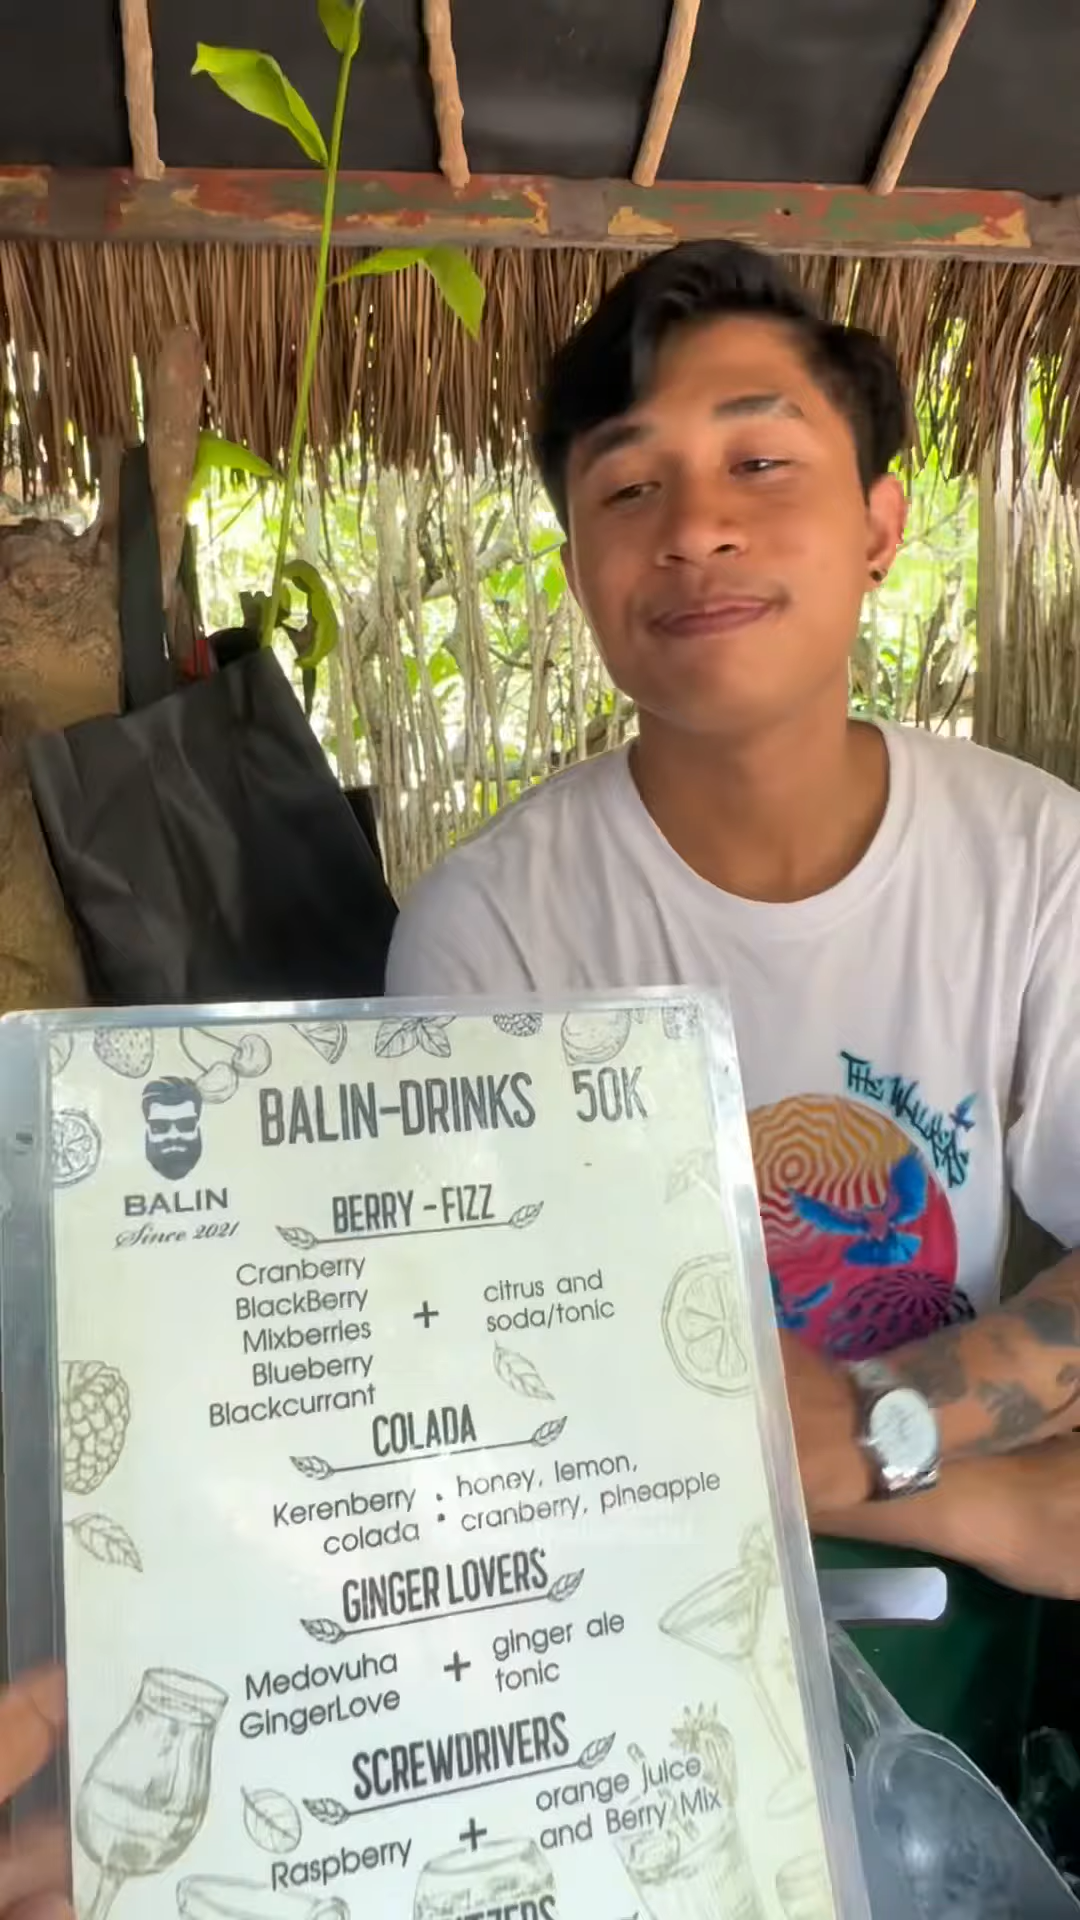 BALIN-DRINKS 50K
BALIN
Since 2021
BERRY-FIZZ
Cranberry
BlackBerry
Mixberries
Blueberry
Blackcurrant
+
citrus and
soda/tonic
COLADA
Kerenberry
colada
:
honey, lemon,
cranberry, pineapple
GINGER LOVERS
Medovuha
GingerLove
+
ginger ale
tonic
SCREWDRIVERS
Raspberry
+
orange juice
and Berry Mix
THE